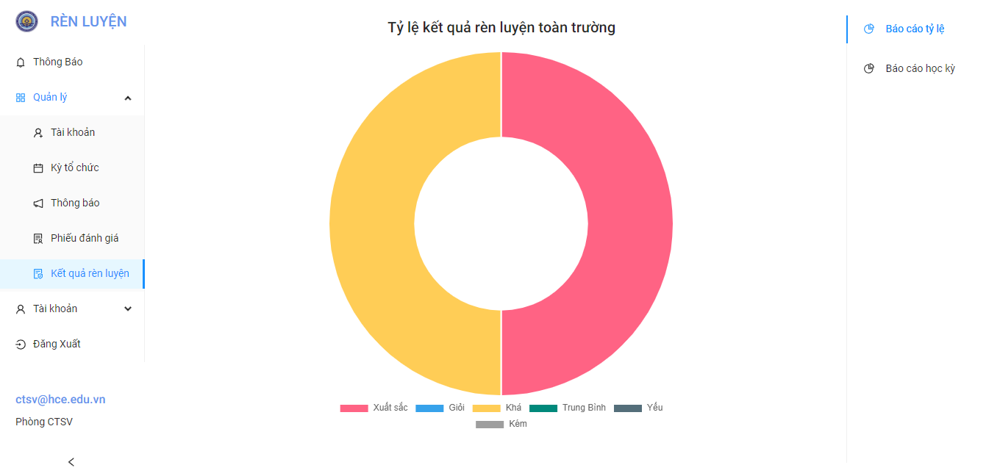 RÈN LUYỆN
Thông Báo
Quản lý
Tài khoản
Kỳ tổ chức
Thông báo
Phiếu đánh giá
Kết quả rèn luyện
Tài khoản
Đăng Xuất
ctsv@hce.edu.vn
Phòng CTSV
Tỷ lệ kết quả rèn luyện toàn trường
Xuất sắc Giỏi Khá Trung Bình Yếu
Kém
Báo cáo tỷ lệ
Báo cáo học kỳ